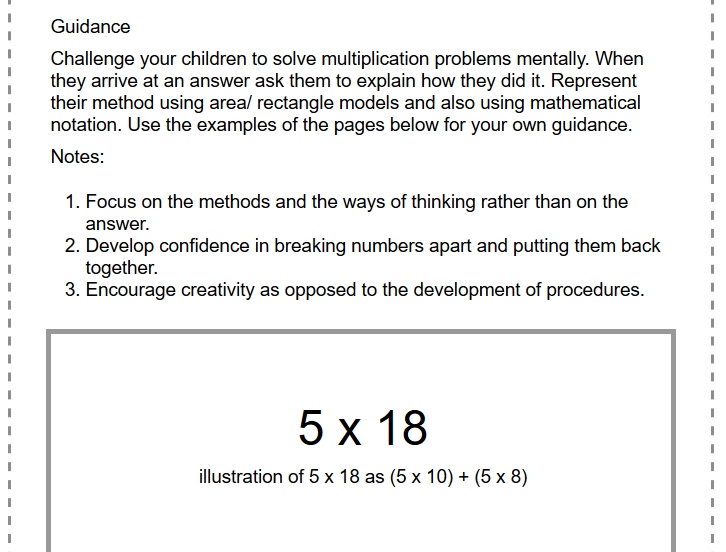 Guidance
Challenge your children to solve multiplication problems mentally. When
they arrive at an answer ask them to explain how they did it. Represent
their method using area/ rectangle models and also using mathematical
notation. Use the examples of the pages below for your own guidance.
Notes:
1. Focus on the methods and the ways of thinking rather than on the
answer.
2. Develop confidence in breaking numbers apart and putting them back
together.
3. Encourage creativity as opposed to the development of procedures.
5 x 18
illustration of 5 x 18 as (5 x 10) + (5 x 8)